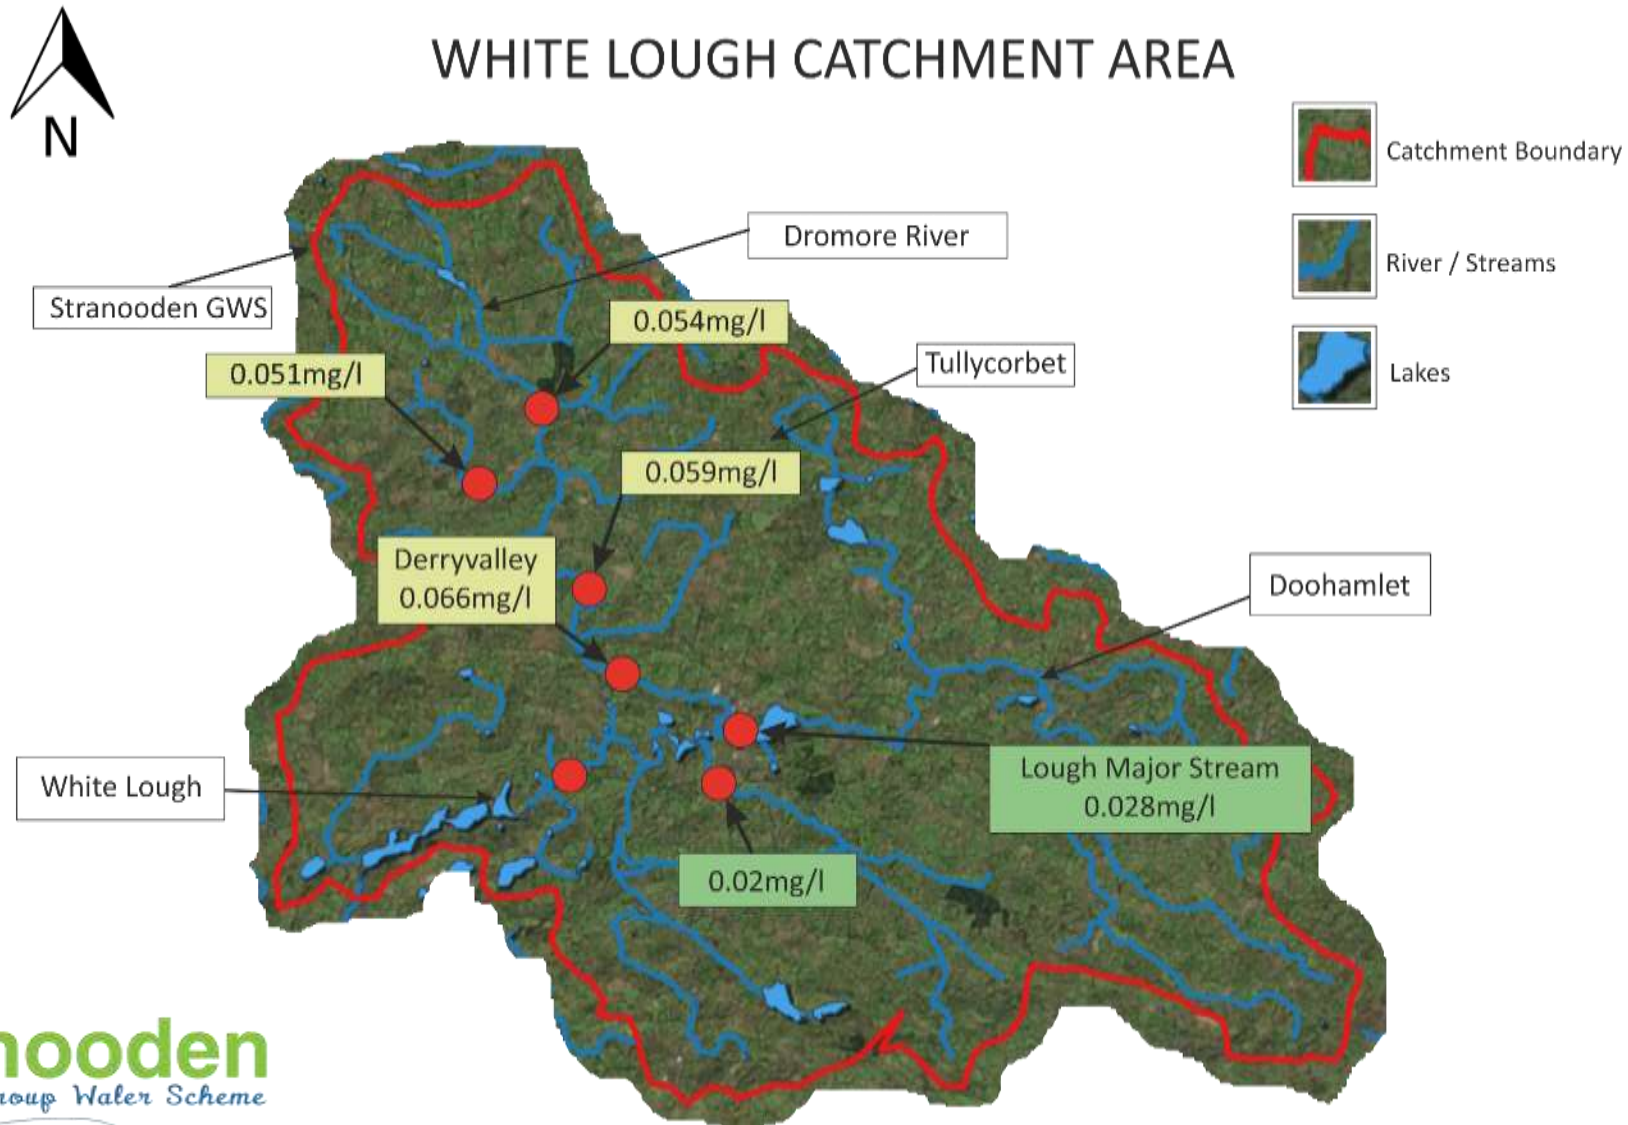 WHITE LOUGH CATCHMENT AREA
N
Catchment Boundary
River / Streams
Lakes
Dromore River
Stranooden GWS
0.054mg/l
0.051mg/l
Tullycorbet
0.059mg/l
Derryvalley
0.066mg/l
Doohamlet
White Lough
Lough Major Stream
0.028mg/l
0.02mg/l
nooden
roup Water Scheme